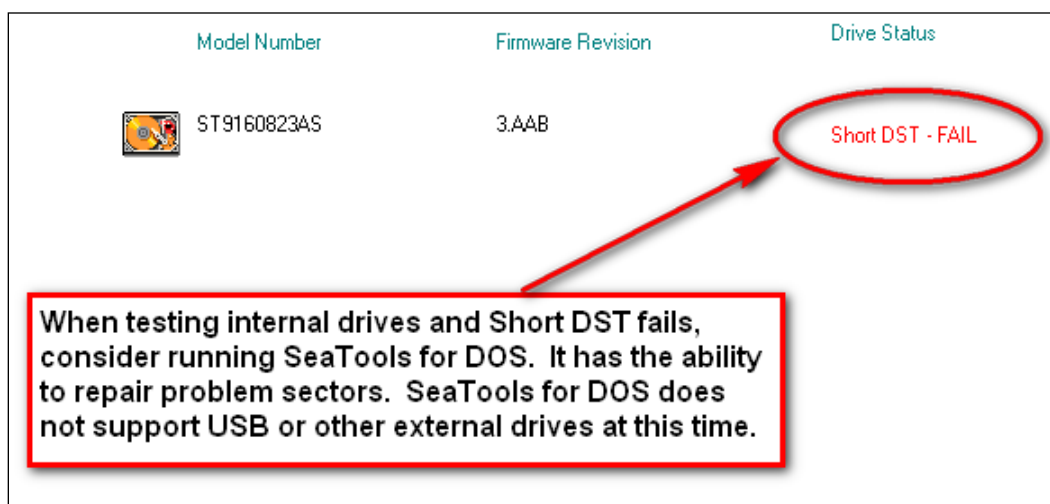 Model Number Firmware Revision Drive Status
ST9160823AS 3.AAB Short DST - FAIL
When testing internal drives and Short DST fails,
consider running SeaTools for DOS. It has the ability
to repair problem sectors. SeaTools for DOS does
not support USB or other external drives at this time.